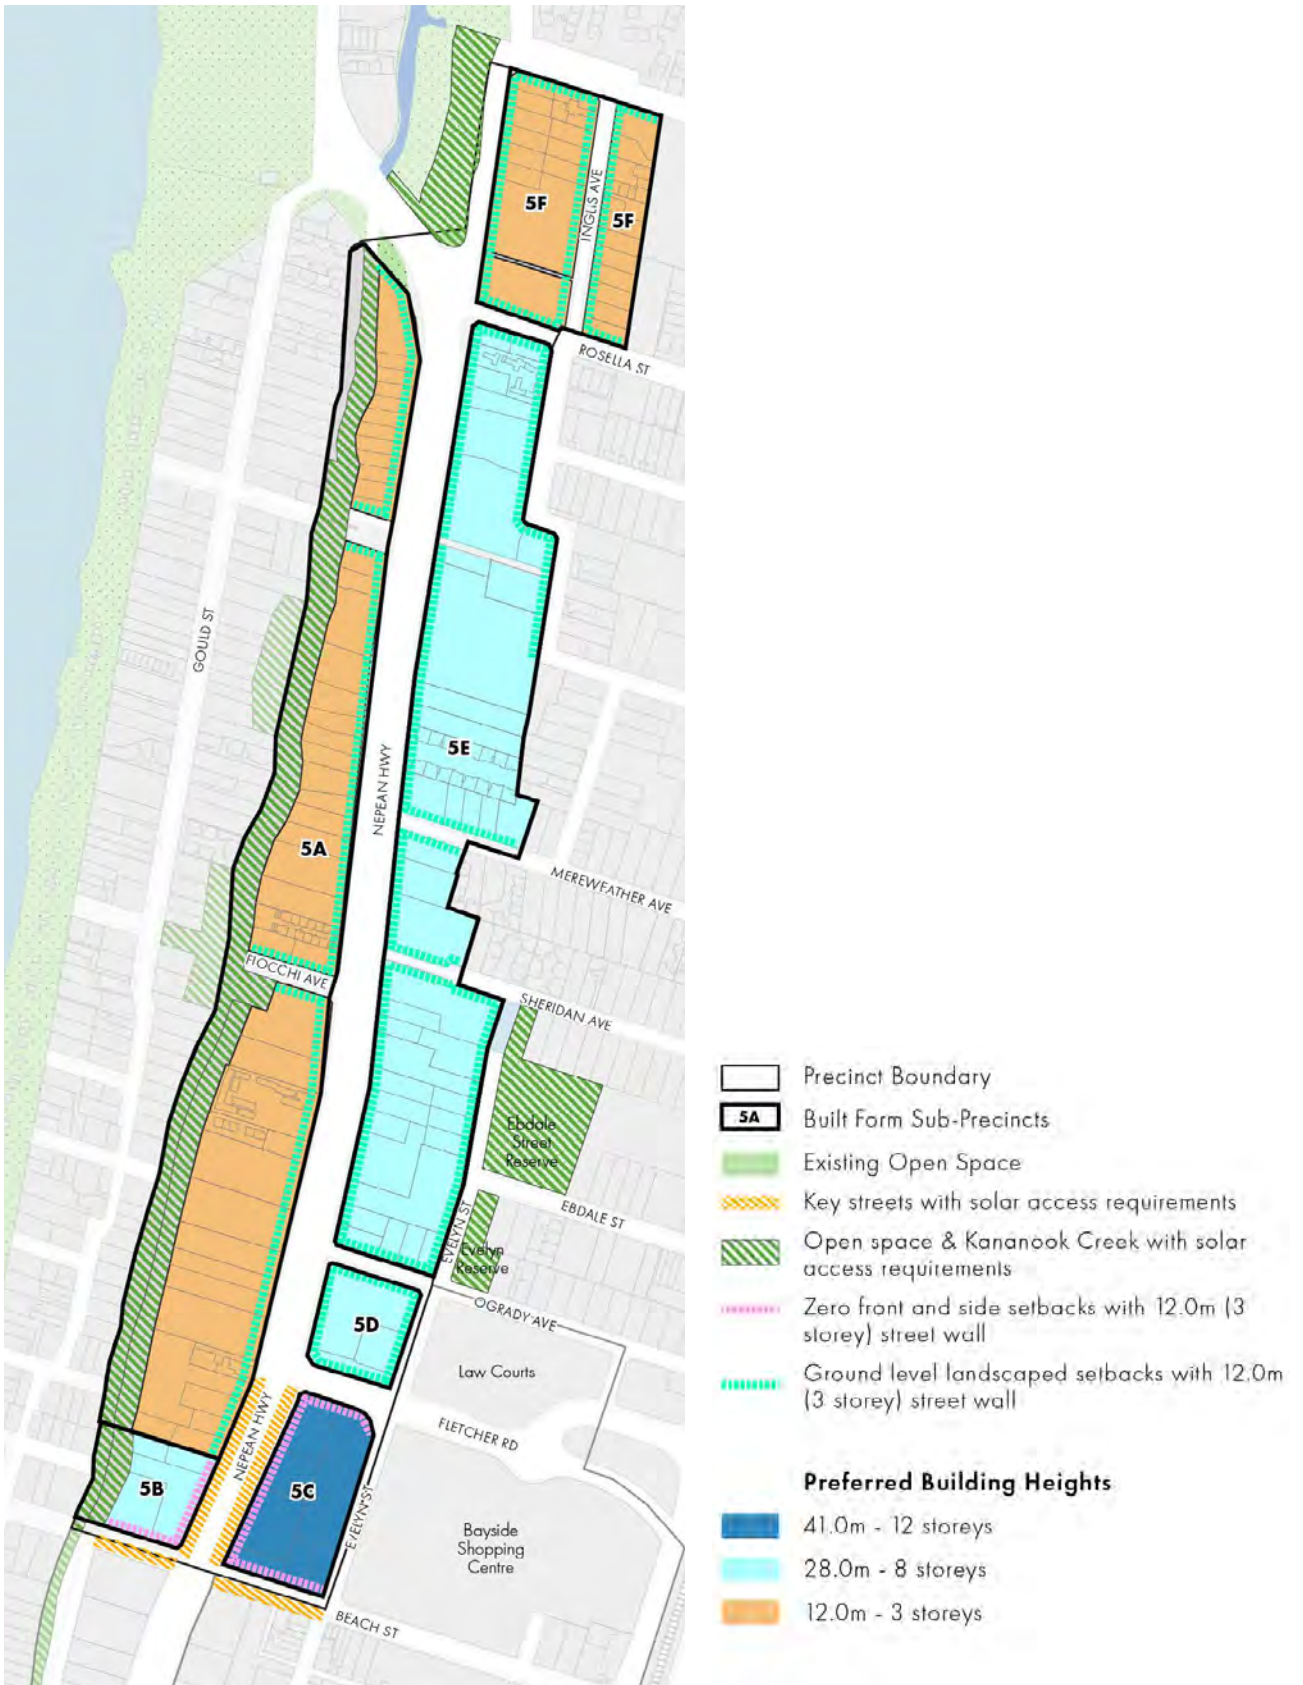 5F
5F
INGLIS AVE
ROSELLA ST
GOULD ST
NEPEAN HWY
5E
5A
MEREWEATHER AVE
FIOCCHI AVE
SHERIDAN AVE
Ebdale
Street
Reserve
EBDALE ST
EVELYN ST
Evelyn
Reserve
OGRADY AVE
5D
Law Courts
NEPEAN HWY
FLETCHER RD
5B
5C
EVELYN ST
Bayside
Shopping
Centre
BEACH ST
Precinct Boundary
5A Built Form Sub-Precincts
Existing Open Space
Key streets with solar access requirements
Open space & Kananook Creek with solar
access requirements
Zero front and side setbacks with 12.0m (3
storey) street wall
Ground level landscaped setbacks with 12.0m
(3 storey) street wall
Preferred Building Heights
41.0m - 12 storeys
28.0m - 8 storeys
12.0m - 3 storeys